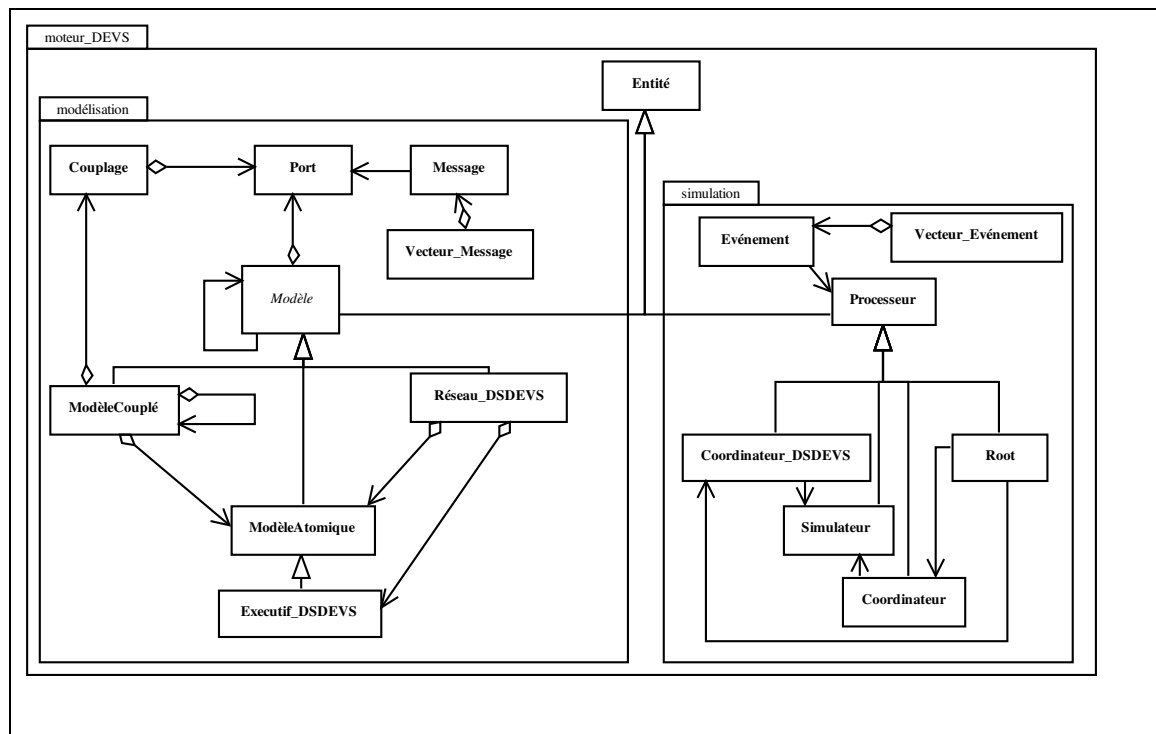 moteur_DEVS
Entité
modélisation
Couplage
Port
Message
simulation
Vecteur_Message
Evénement
Vecteur_Evénement
Modèle
Processeur
ModèleCouplé
Réseau_DSDEVS
Coordinateur_DSDEVS
Root
ModèleAtomique
Simulateur
Executif_DSDEVS
Coordinateur